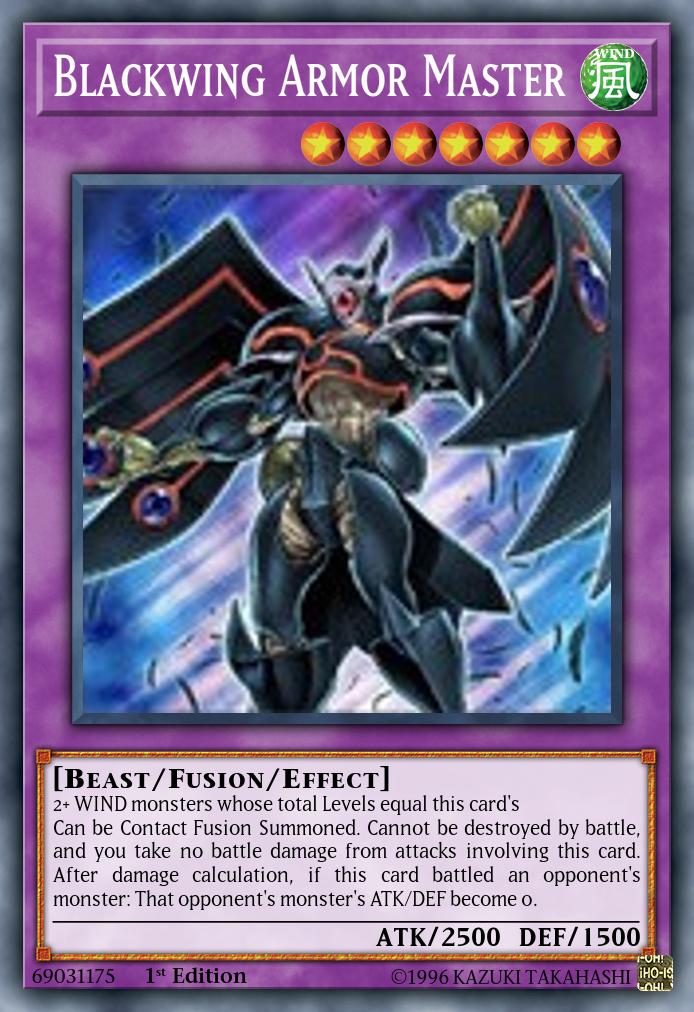 BLACKWING ARMOR MASTER
WIND
風
[BEAST/FUSION/EFFECT]
2+ WIND monsters whose total Levels equal this card's
Can be Contact Fusion Summoned. Cannot be destroyed by battle,
and you take no battle damage from attacks involving this card.
After damage calculation, if this card battled an opponent's
monster: That opponent's monster's ATK/DEF become 0.
ATK/2500 DEF/1500
69031175 1st Edition ©1996 KAZUKI TAKAHASHI